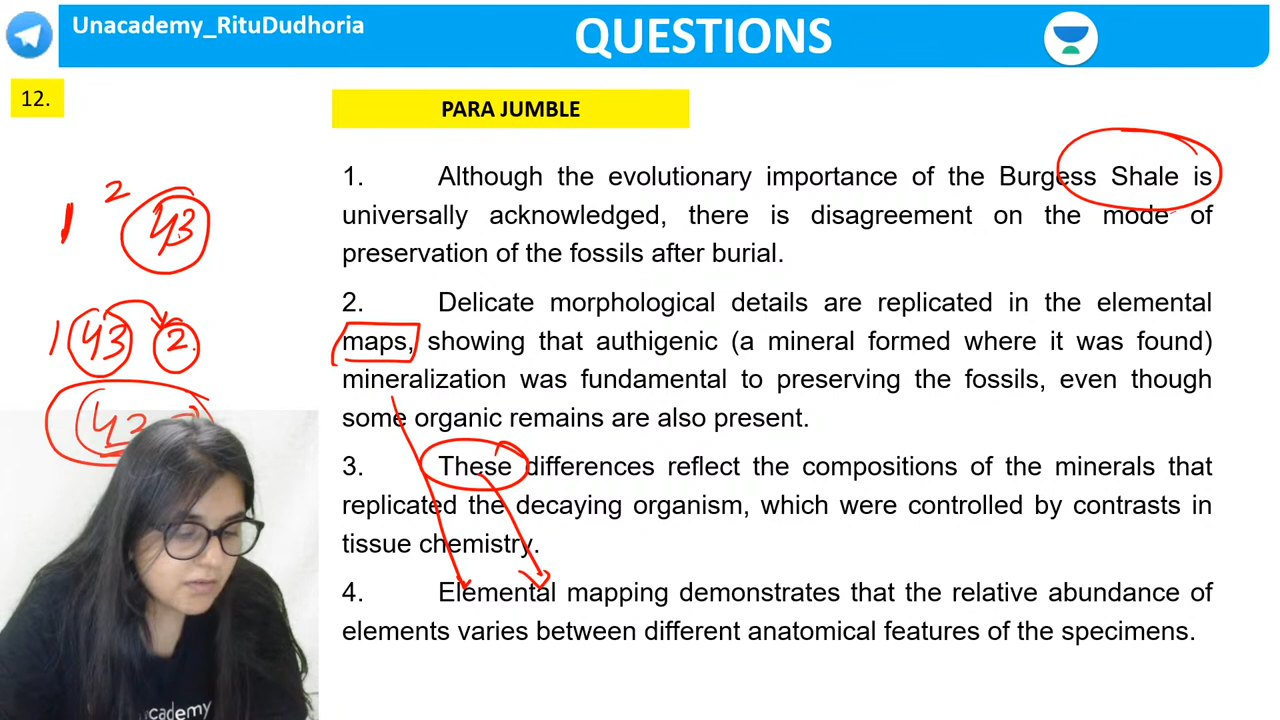 Unacademy_RituDudhoria
QUESTIONS
12.
PARA JUMBLE
1. Although the evolutionary importance of the Burgess Shale is
universally acknowledged, there is disagreement on the mode of
preservation of the fossils after burial.
2. Delicate morphological details are replicated in the elemental
maps, showing that authigenic (a mineral formed where it was found)
mineralization was fundamental to preserving the fossils, even though
some organic remains are also present.
3. These differences reflect the compositions of the minerals that
replicated the decaying organism, which were controlled by contrasts in
tissue chemistry.
4. Elemental mapping demonstrates that the relative abundance of
elements varies between different anatomical features of the specimens.
1 2 43
1 43 2